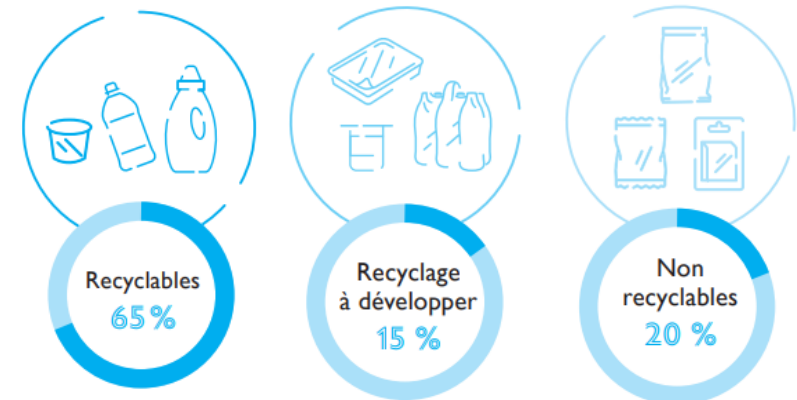 Recyclables
65 %
Recyclage
à développer
15 %
Non
recyclables
20 %